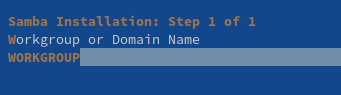 Samba Installation: Step 1 of 1
Workgroup or Domain Name
WORKGROUP